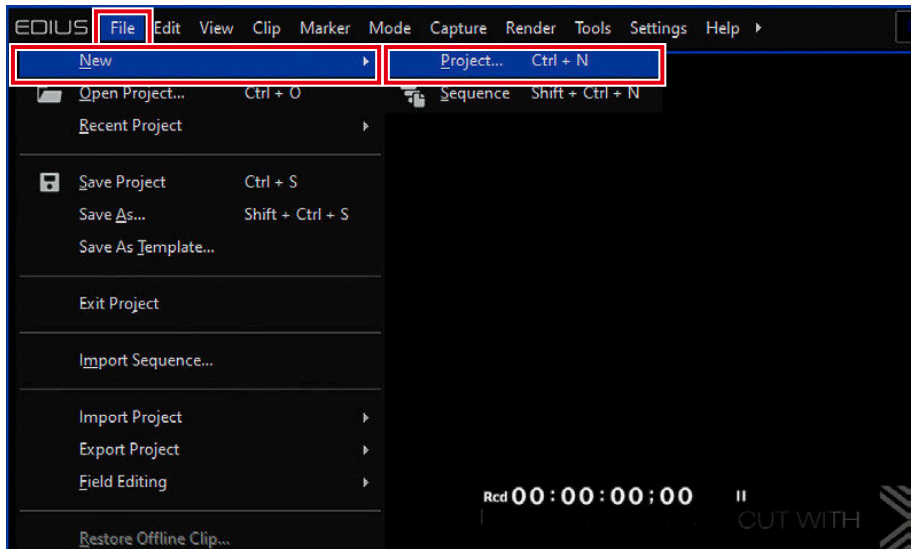 EDIUS File Edit View Clip Marker Mode Capture Render Tools Settings Help
New
Project... Ctrl + N
Open Project... Ctrl + O
Sequence Shift + Ctrl + N
Recent Project
Save Project Ctrl + S
Save As... Shift + Ctrl + S
Save As Template...
Exit Project
Import Sequence...
Import Project
Export Project
Field Editing
Rcd 00:00:00;00
CUT WITH
Restore Offline Clip...